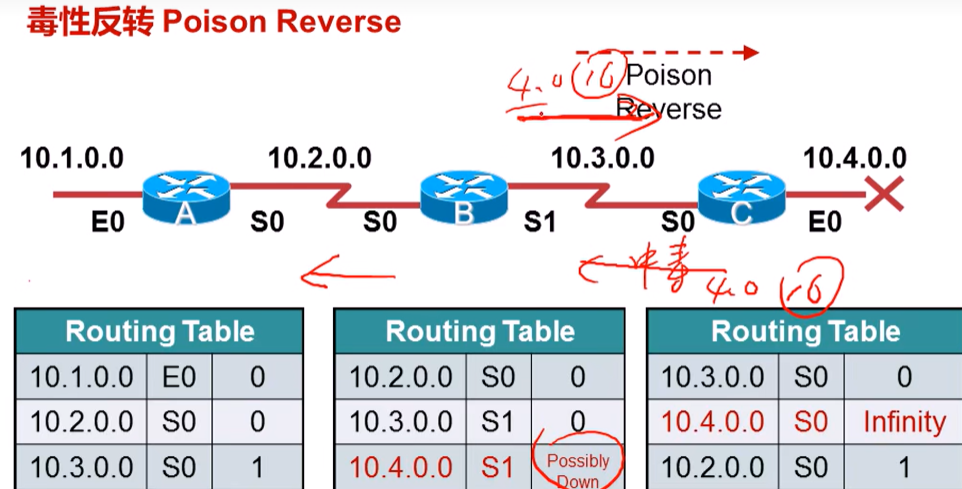 毒性反转 Poison Reverse
4.0 16 Poison
Reverse
10.1.0.0 10.2.0.0 10.3.0.0 10.4.0.0
A B C
E0 S0 S0 S1 S0 E0
毒
4.0 16
Routing Table Routing Table Routing Table
10.1.0.0 E0 0 10.2.0.0 S0 0 10.3.0.0 S0 0
10.2.0.0 S0 0 10.3.0.0 S1 0 10.4.0.0 S0 Infinity
10.3.0.0 S0 1 10.4.0.0 S1 Possibly Down 10.2.0.0 S0 1